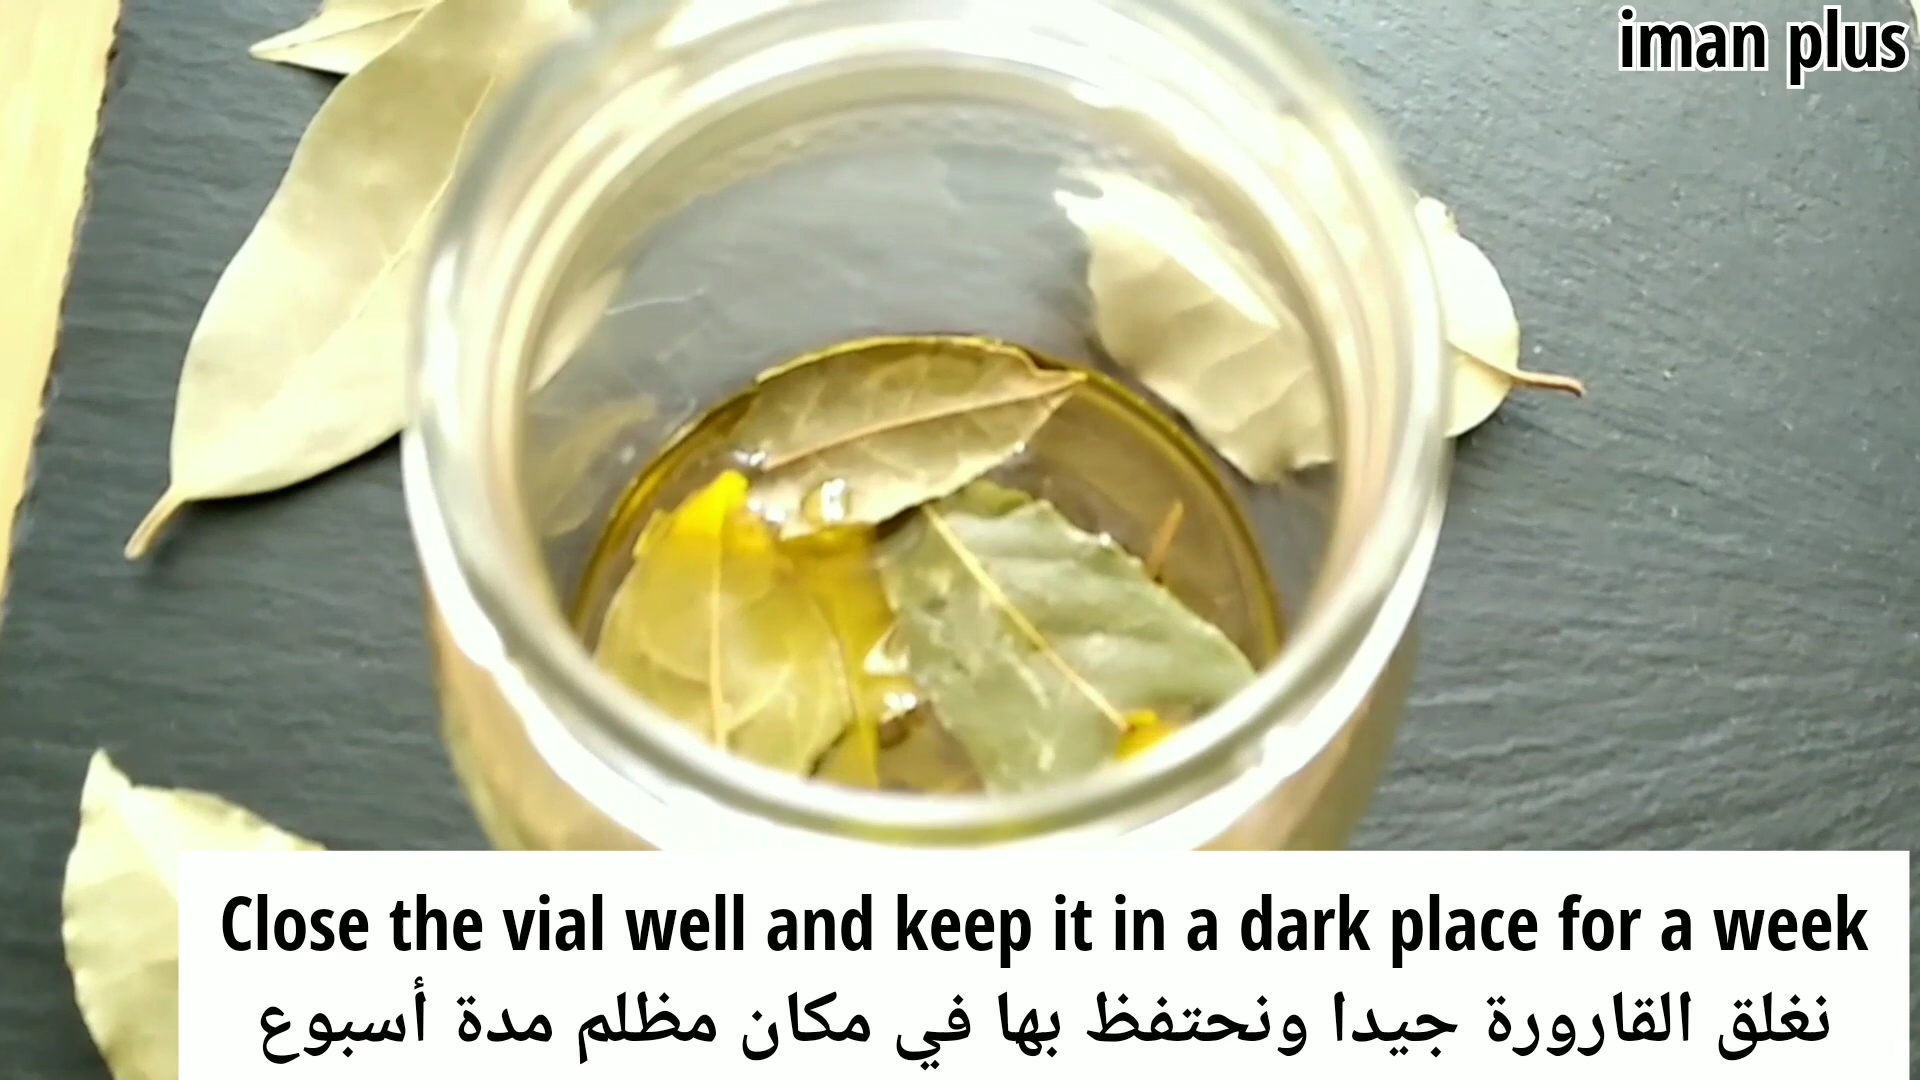 iman plus
Close the vial well and keep it in a dark place for a week
نغلق القارورة جيدا ونحتفظ بها في مكان مظلم مدة أسبوع